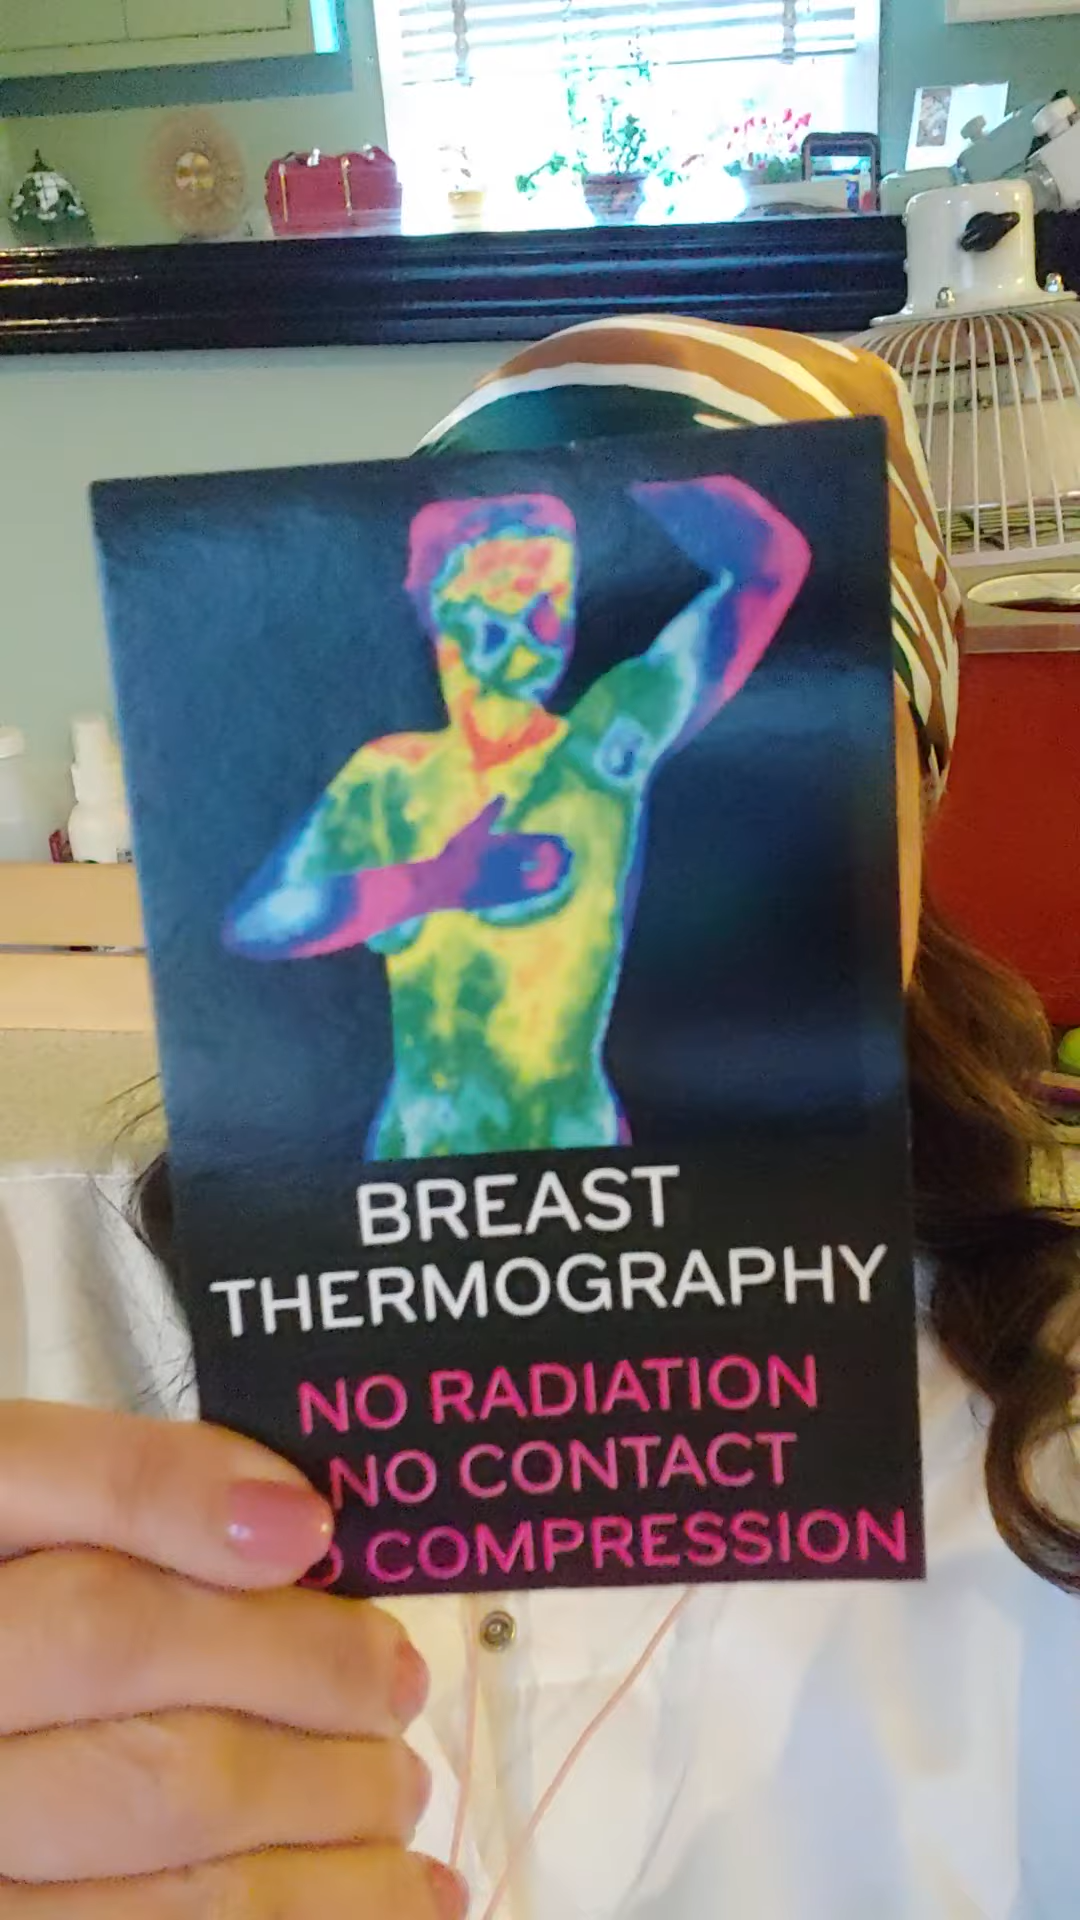 BREAST
THERMOGRAPHY
NO RADIATION
NO CONTACT
COMPRESSION